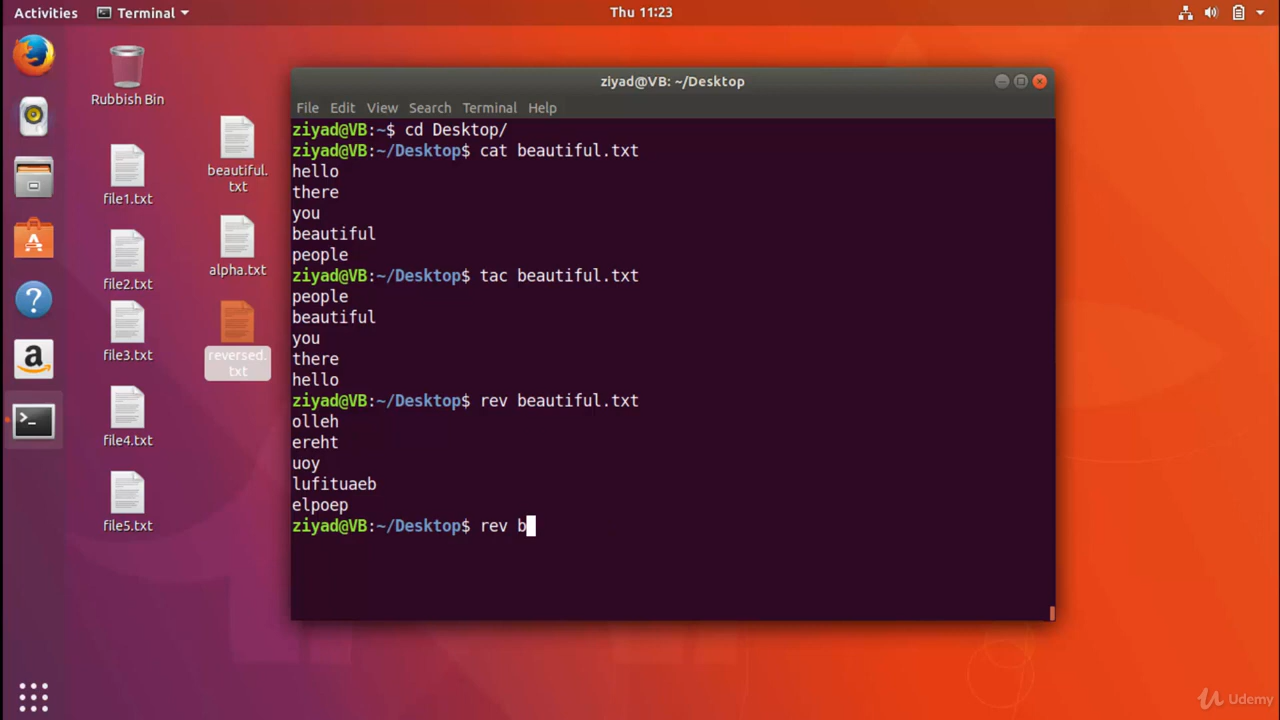 Activities
Terminal
Thu 11:23
Rubbish Bin
file1.txt
file2.txt
file3.txt
file4.txt
file5.txt
beautiful.
txt
alpha.txt
reversed.
txt
ziyad@VB: ~/Desktop
File Edit View Search Terminal Help
ziyad@VB:~$ cd Desktop/
ziyad@VB:~/Desktop$ cat beautiful.txt
hello
there
you
beautiful
people
ziyad@VB:~/Desktop$ tac beautiful.txt
people
beautiful
you
there
hello
ziyad@VB:~/Desktop$ rev beautiful.txt
olleh
ereht
uoy
lufituaeb
elpoep
ziyad@VB:~/Desktop$ rev b
Udemy